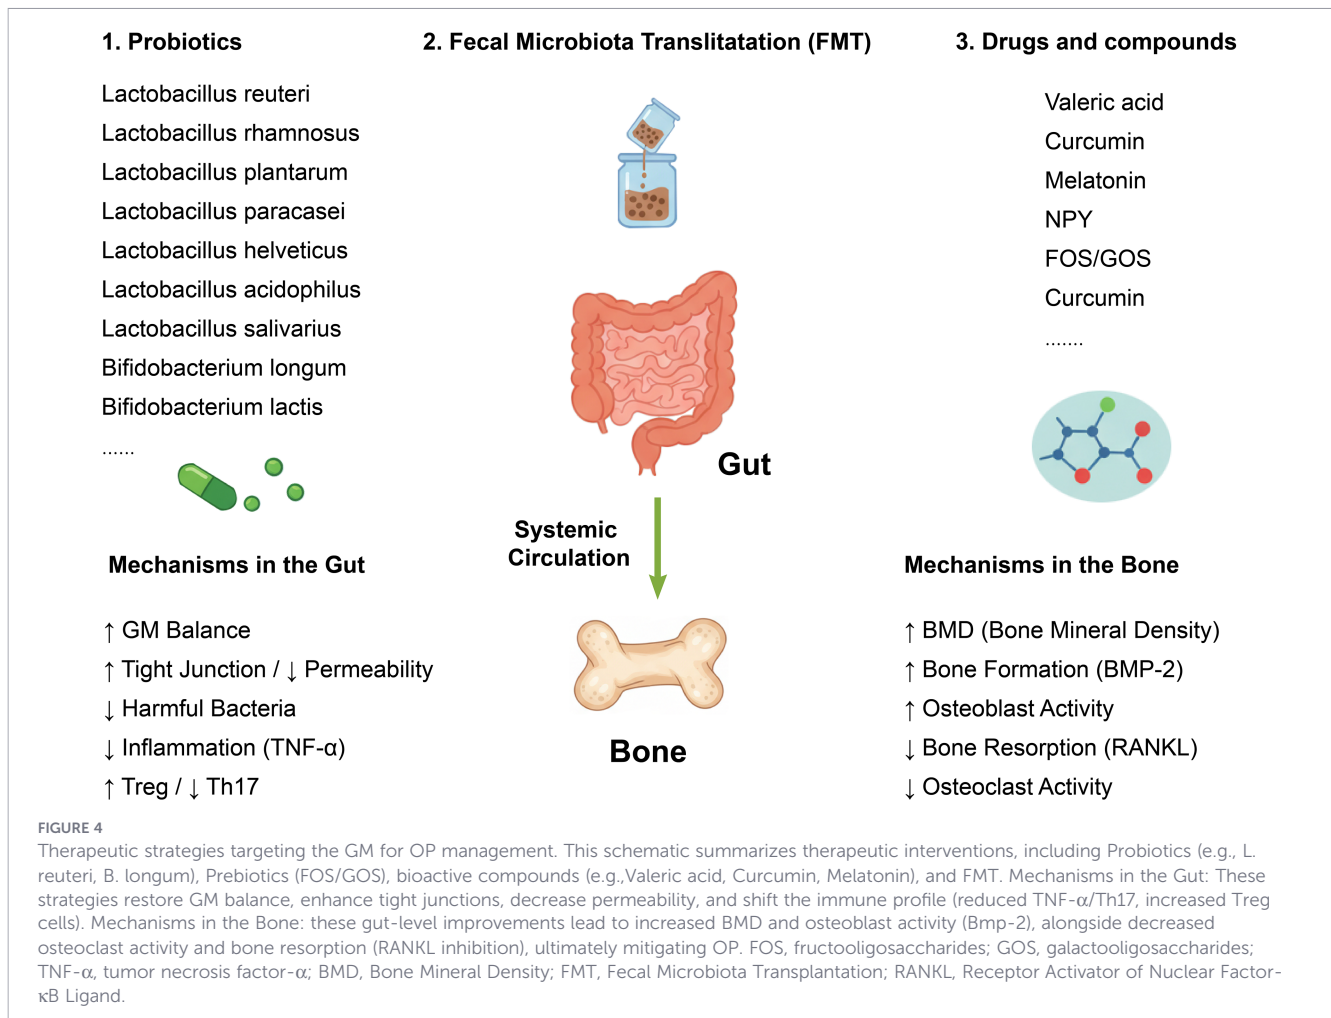 1. Probiotics
Lactobacillus reuteri
Lactobacillus rhamnosus
Lactobacillus plantarum
Lactobacillus paracasei
Lactobacillus helveticus
Lactobacillus acidophilus
Lactobacillus salivarius
Bifidobacterium longum
Bifidobacterium lactis
......
2. Fecal Microbiota Translitatation (FMT)
3. Drugs and compounds
Valeric acid
Curcumin
Melatonin
NPY
FOS/GOS
Curcumin
.......
Gut
Systemic
Circulation
Bone
Mechanisms in the Gut
↑ GM Balance
↑ Tight Junction / ↓ Permeability
↓ Harmful Bacteria
↓ Inflammation (TNF-α)
↑ Treg / ↓ Th17
Mechanisms in the Bone
↑ BMD (Bone Mineral Density)
↑ Bone Formation (BMP-2)
↑ Osteoblast Activity
↓ Bone Resorption (RANKL)
↓ Osteoclast Activity
FIGURE 4
Therapeutic strategies targeting the GM for OP management. This schematic summarizes therapeutic interventions, including Probiotics (e.g., L.
reuteri, B. longum), Prebiotics (FOS/GOS), bioactive compounds (e.g.,Valeric acid, Curcumin, Melatonin), and FMT. Mechanisms in the Gut: These
strategies restore GM balance, enhance tight junctions, decrease permeability, and shift the immune profile (reduced TNF-α/Th17, increased Treg
cells). Mechanisms in the Bone: these gut-level improvements lead to increased BMD and osteoblast activity (Bmp-2), alongside decreased
osteoclast activity and bone resorption (RANKL inhibition), ultimately mitigating OP. FOS, fructooligosaccharides; GOS, galactooligosaccharides;
TNF-α, tumor necrosis factor-α; BMD, Bone Mineral Density; FMT, Fecal Microbiota Transplantation; RANKL, Receptor Activator of Nuclear Factor-
κB Ligand.